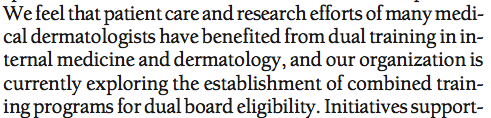 We feel that patient care and research efforts of many medi-
cal dermatologists have benefited from dual training in in-
ternal medicine and dermatology, and our organization is
currently exploring the establishment of combined train-
ing programs for dual board eligibility. Initiatives support-